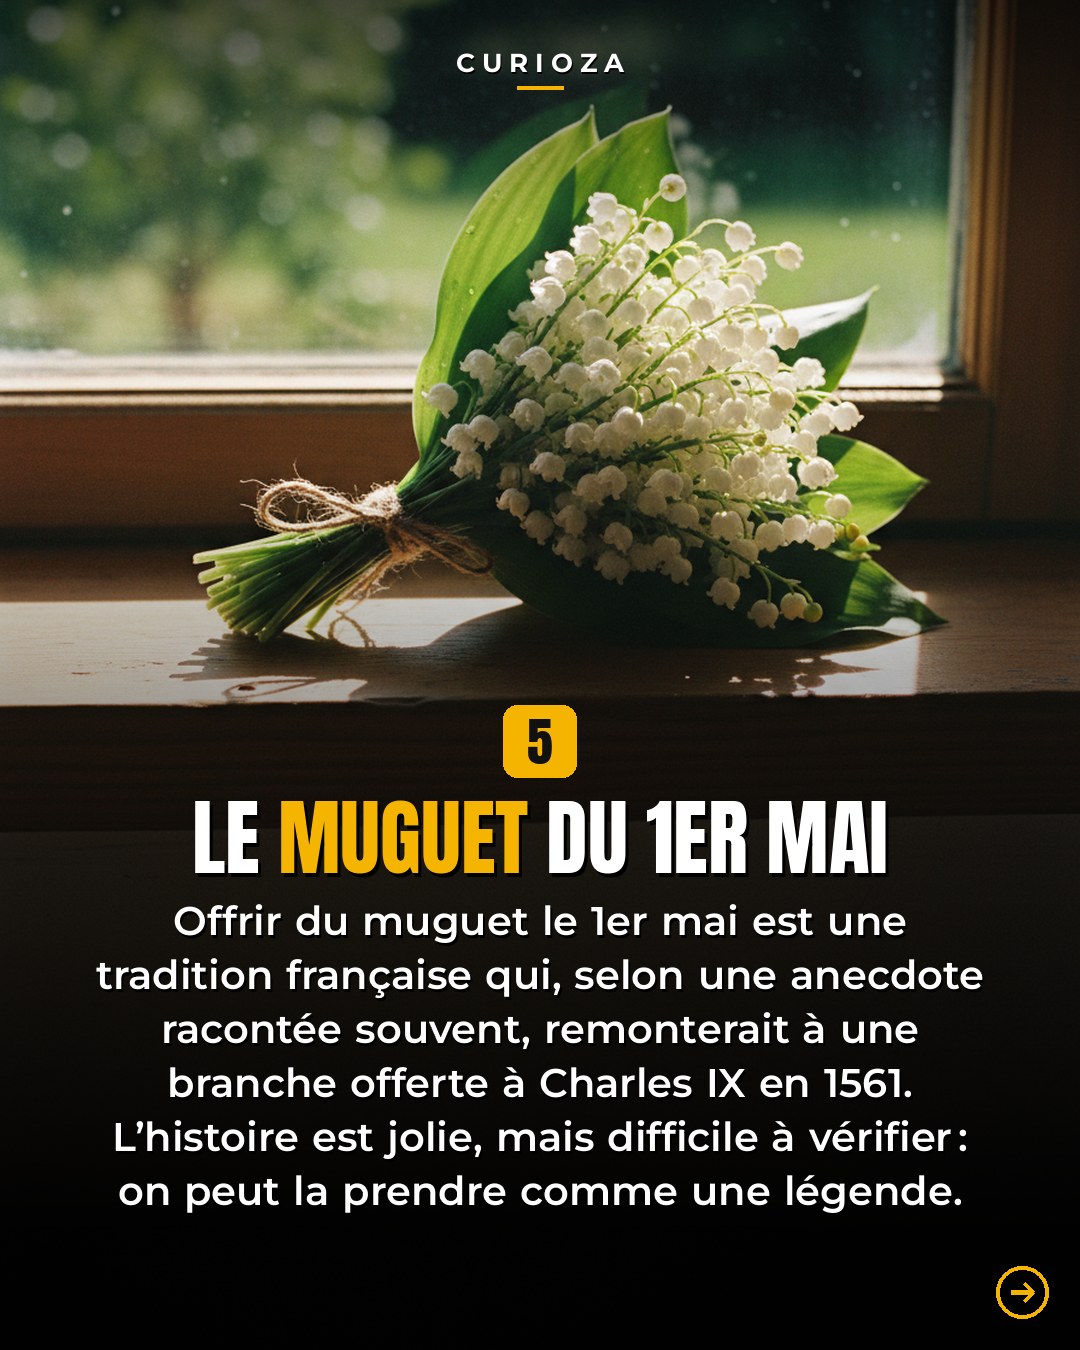 CURIOZA
5
LE MUGUET DU 1ER MAI
Offrir du muguet le 1er mai est une
tradition française qui, selon une anecdote
racontée souvent, remonterait à une
branche offerte à Charles IX en 1561.
L’histoire est jolie, mais difficile à vérifier :
on peut la prendre comme une légende.